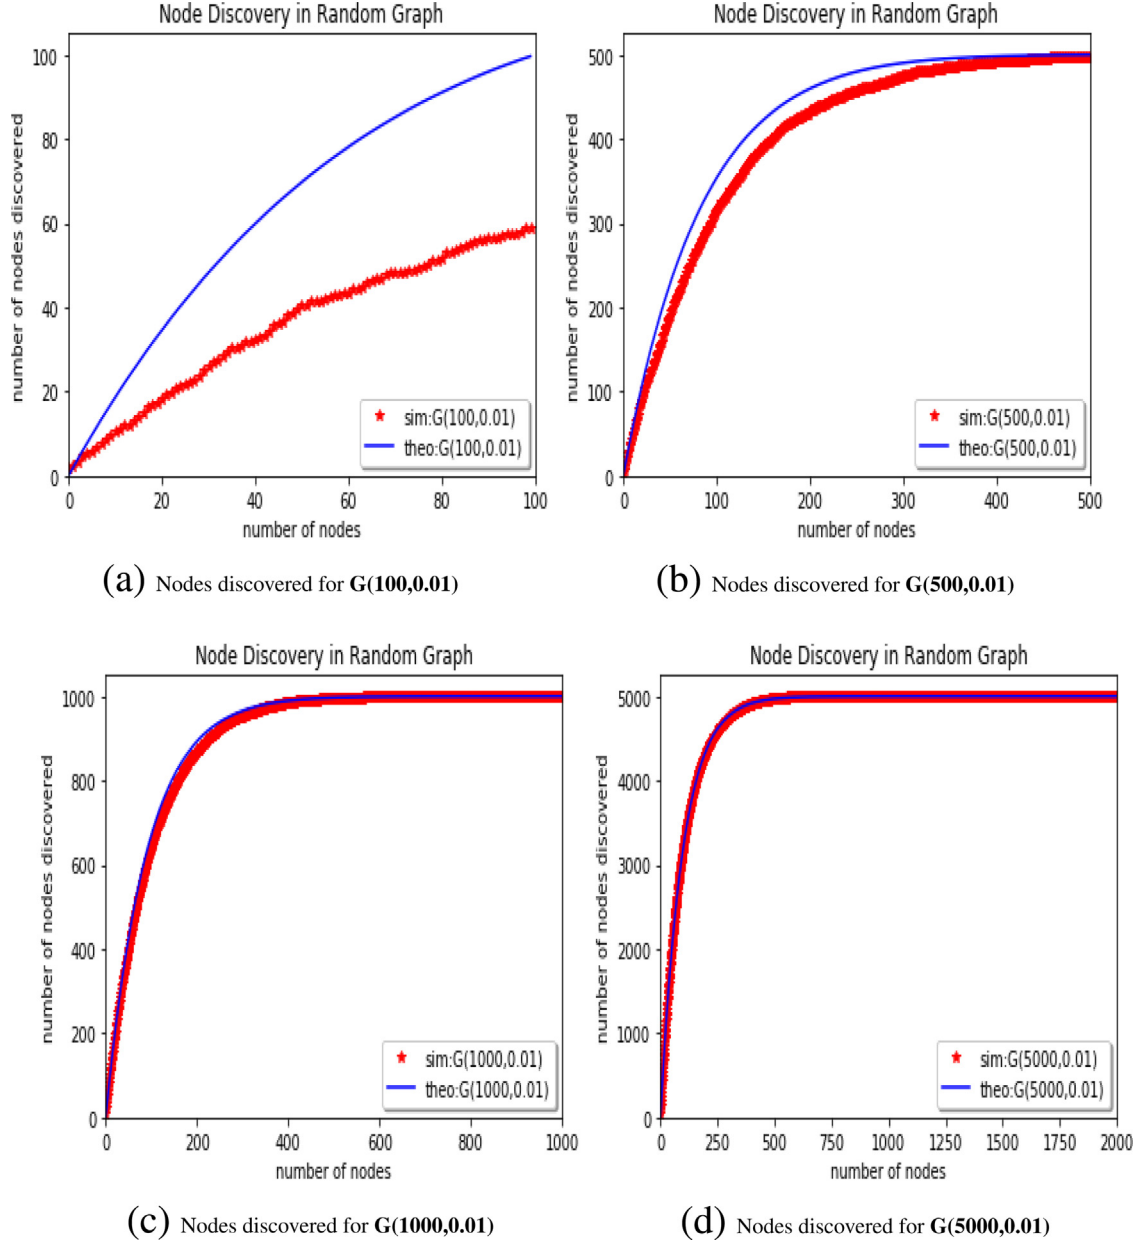 Node Discovery in Random Graph
number of nodes discovered
100
80
60
40
20
0
0 20 40 60 80 100
number of nodes
sim:G(100,0.01)
theo:G(100,0.01)
(a) Nodes discovered for G(100,0.01)
Node Discovery in Random Graph
number of nodes discovered
500
400
300
200
100
0
0 100 200 300 400 500
number of nodes
sim:G(500,0.01)
theo:G(500,0.01)
(b) Nodes discovered for G(500,0.01)
Node Discovery in Random Graph
number of nodes discovered
1000
800
600
400
200
0
0 200 400 600 800 1000
number of nodes
sim:G(1000,0.01)
theo:G(1000,0.01)
(c) Nodes discovered for G(1000,0.01)
Node Discovery in Random Graph
number of nodes discovered
5000
4000
3000
2000
1000
0
0 250 500 750 1000 1250 1500 1750 2000
number of nodes
sim:G(5000,0.01)
theo:G(5000,0.01)
(d) Nodes discovered for G(5000,0.01)